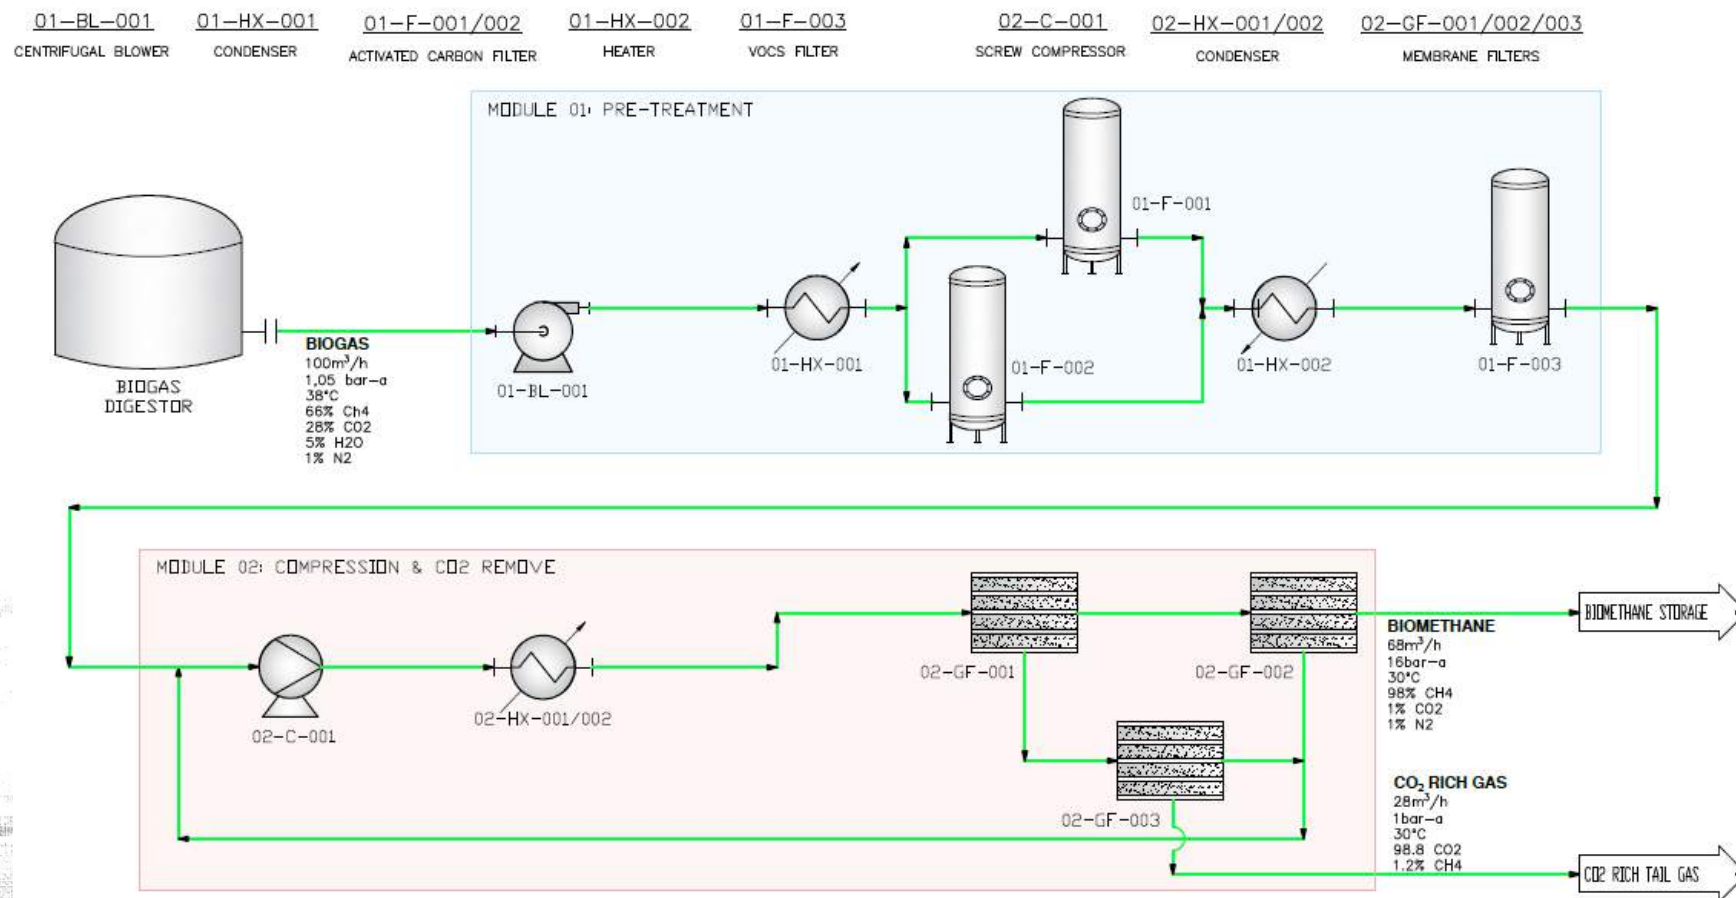 01-BL-001 01-HX-001 01-F-001/002 01-HX-002 01-F-003 02-C-001 02-HX-001/002 02-GF-001/002/003
CENTRIFUGAL BLOWER CONDENSER ACTIVATED CARBON FILTER HEATER VOCS FILTER SCREW COMPRESSOR CONDENSER MEMBRANE FILTERS
MODULE 01: PRE-TREATMENT
01-F-001
01-HX-001
01-F-002
01-HX-002
01-F-003
01-BL-001
BIOGAS
DIGESTOR
BIOGAS
100m³/h
1,05 bar-a
38°C
66% Ch4
28% CO2
5% H2O
1% N2
MODULE 02: COMPRESSION & CO2 REMOVE
02-C-001
02-HX-001/002
02-GF-001
02-GF-002
02-GF-003
BIOMETHANE STORAGE
BIOMETHANE
68m³/h
16bar-a
30°C
98% CH4
1% CO2
1% N2
CO₂ RICH GAS
28m³/h
1bar-a
30°C
98.8 CO2
1.2% CH4
CO2 RICH TAIL GAS